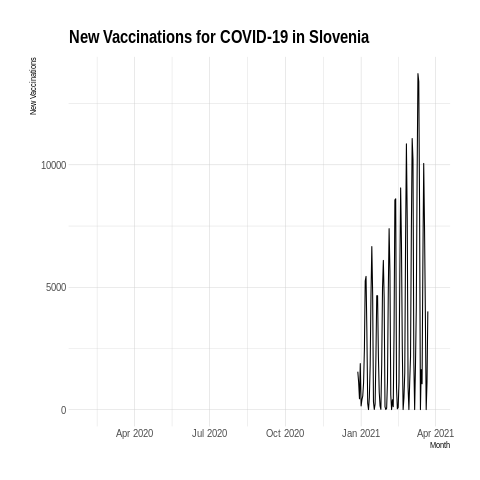 New Vaccinations for COVID-19 in Slovenia
New Vaccinations
10000
5000
0
Apr 2020
Jul 2020
Oct 2020
Jan 2021
Apr 2021
Month